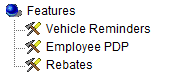 Features
Vehicle Reminders
Employee PDP
Rebates